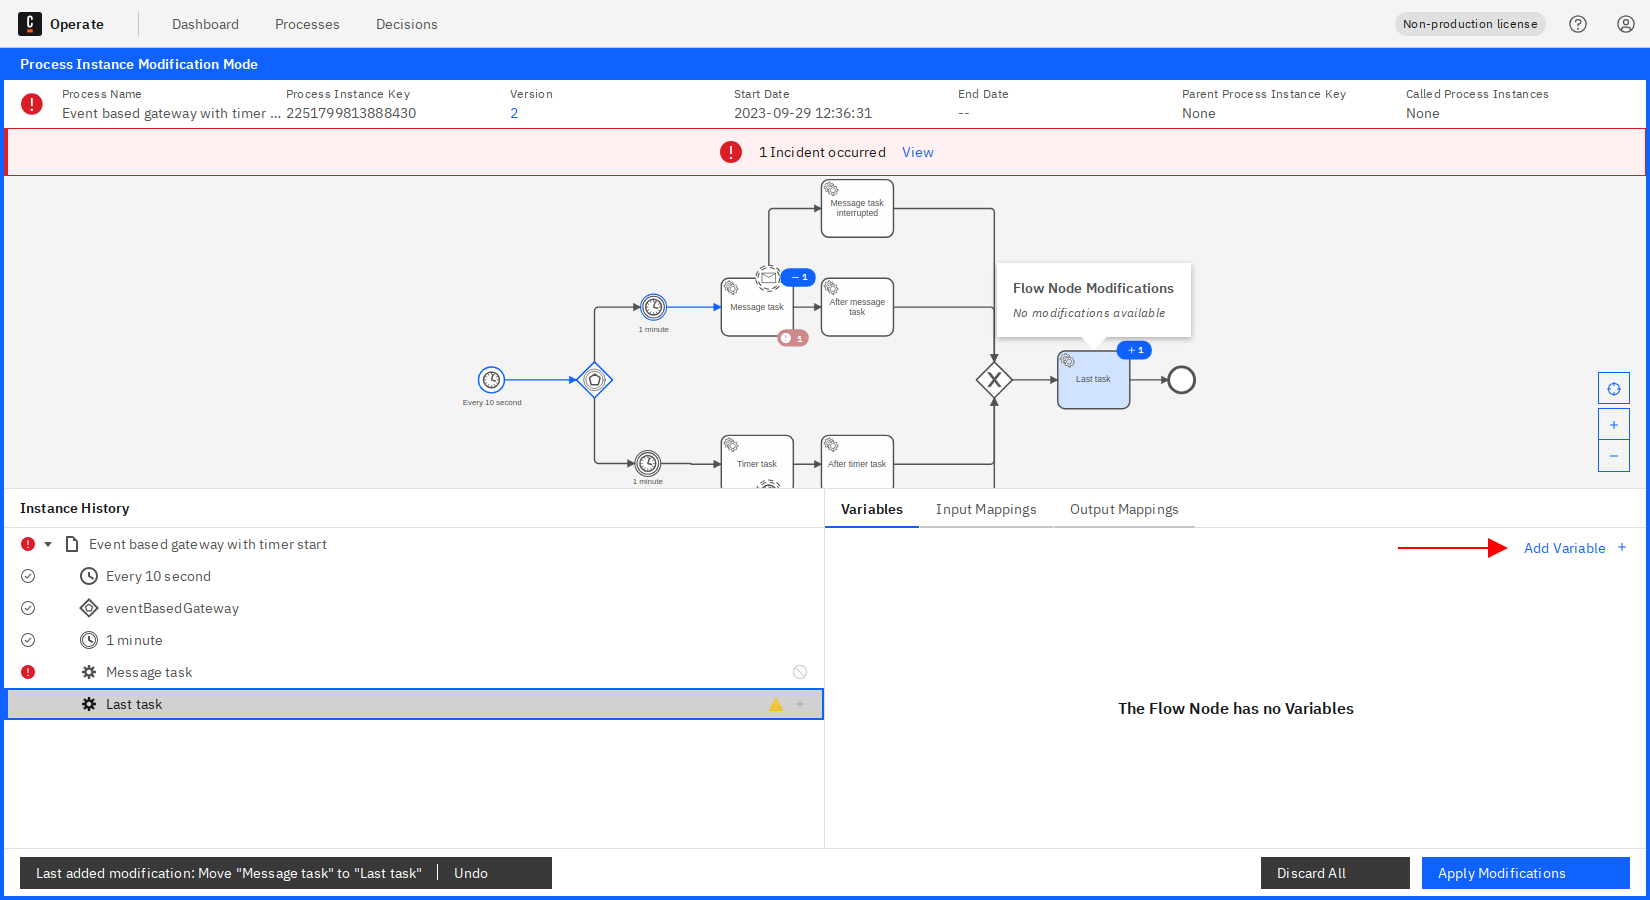 C Operate Dashboard Processes Decisions Non-production license
Process Instance Modification Mode
Process Name Process Instance Key Version Start Date End Date Parent Process Instance Key Called Process Instances
Event based gateway with timer ... 2251799813888430 2 2023-09-29 12:36:31 -- None None
1 Incident occurred View
Message task
interrupted
− 1
Message task
After message
task
1 minute
1
Flow Node Modifications
No modifications available
+ 1
Last task
Every 10 second
Timer task
After timer task
1 minute
Instance History
Variables Input Mappings Output Mappings
Event based gateway with timer start
Add Variable +
Every 10 second
eventBasedGateway
1 minute
Message task
Last task
The Flow Node has no Variables
Last added modification: Move "Message task" to "Last task" Undo
Discard All
Apply Modifications